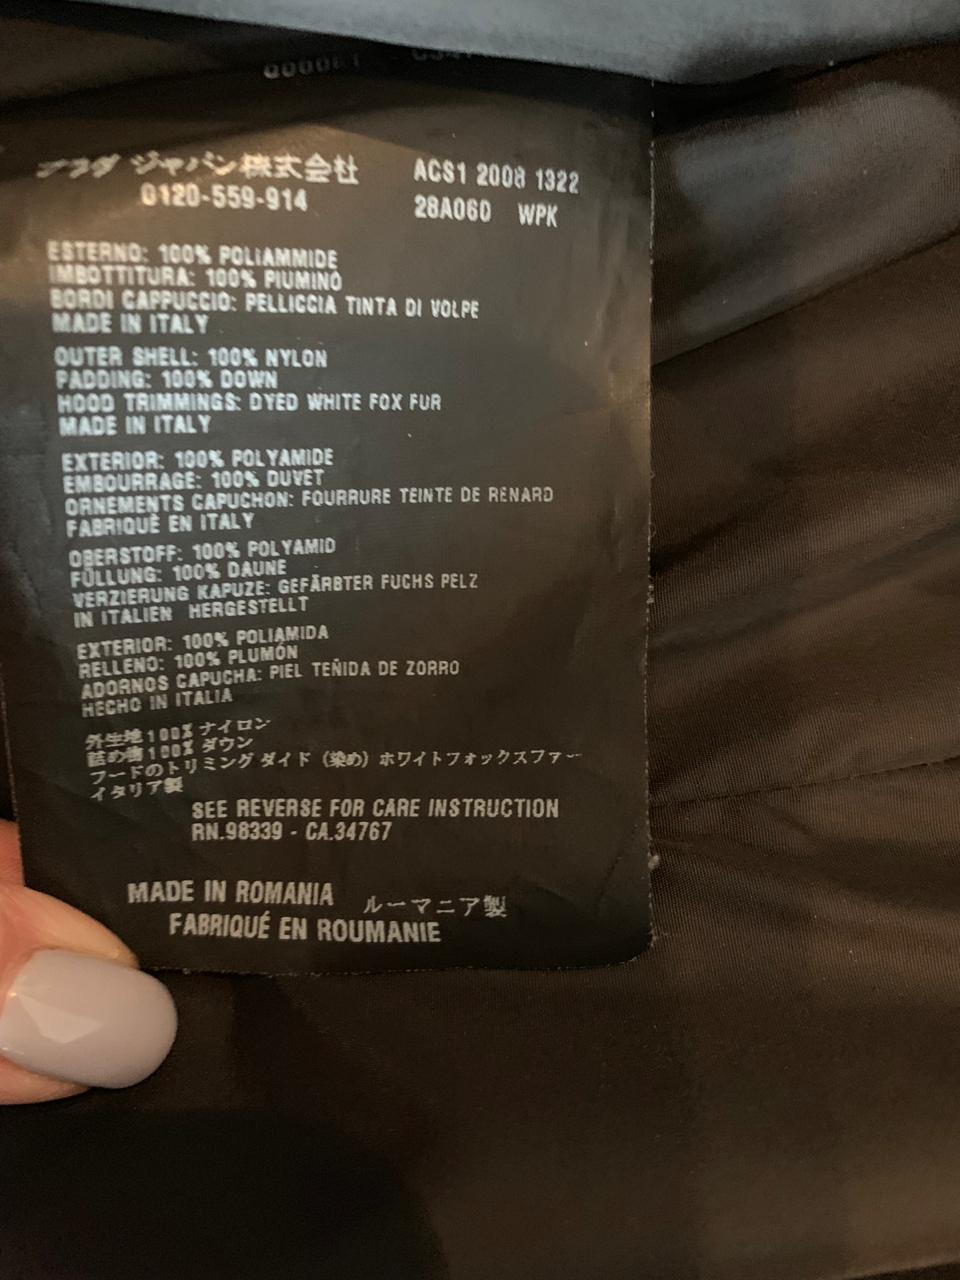 プラダ ジャパン株式会社
0120-559-914
ACS1 2008 1322
28A060 WPK
ESTERNO: 100% POLIAMMIDE
IMBOTTITURA: 100% PIUMINO
BORDI CAPPUCCIO: PELLICCIA TINTA DI VOLPE
MADE IN ITALY
OUTER SHELL: 100% NYLON
PADDING: 100% DOWN
HOOD TRIMMINGS: DYED WHITE FOX FUR
MADE IN ITALY
EXTERIOR: 100% POLYAMIDE
EMBOURRAGE: 100% DUVET
ORNEMENTS CAPUCHON: FOURRURE TEINTE DE RENARD
FABRIQUÈ EN ITALY
OBERSTOFF: 100% POLYAMID
FÜLLUNG: 100% DAUNE
VERZIERUNG KAPUZE: GEFÄRBTER FUCHS PELZ
IN ITALIEN HERGESTELLT
EXTERIOR: 100% POLIAMIDA
RELLENO: 100% PLUMÓN
ADORNOS CAPUCHA: PIEL TEÑIDA DE ZORRO
HECHO IN ITALIA
外生地100%ナイロン
詰め物100%ダウン
フードのトリミング ダイド (染め) ホワイトフォックスファー
イタリア製
SEE REVERSE FOR CARE INSTRUCTION
RN.98339 - CA.34767
MADE IN ROMANIA ルーマニア製
FABRIQUÉ EN ROUMANIE